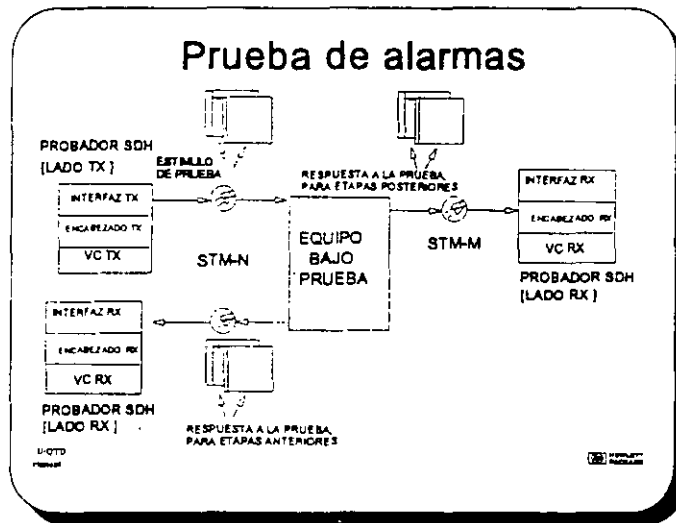 Prueba de alarmas
PROBADOR SDH
[LADO TX ]
INTERFAZ TX
ENCABEZADO TX
VC TX
ESTIMULO
DE PRUEBA
STM-N
EQUIPO
BAJO
PRUEBA
RESPUESTA A LA PRUEBA,
PARA ETAPAS POSTERIORES
STM-M
INTERFAZ RX
ENCABEZADO RX
VC RX
PROBADOR SDH
[LADO RX ]
INTERFAZ RX
ENCABEZADO RX
VC RX
PROBADOR SDH
[LADO RX ]
RESPUESTA A LA PRUEBA,
PARA ETAPAS ANTERIORES
HEWLETT
PACKARD